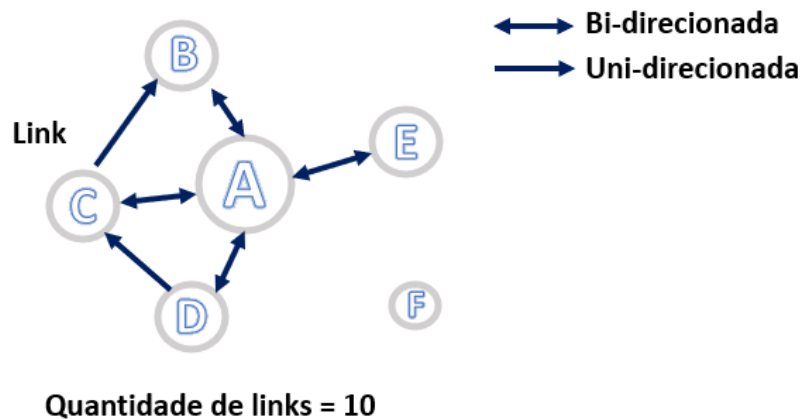 Bi-direcionada
Uni-direcionada
B
Link
E
A
C
D
F
Quantidade de links = 10